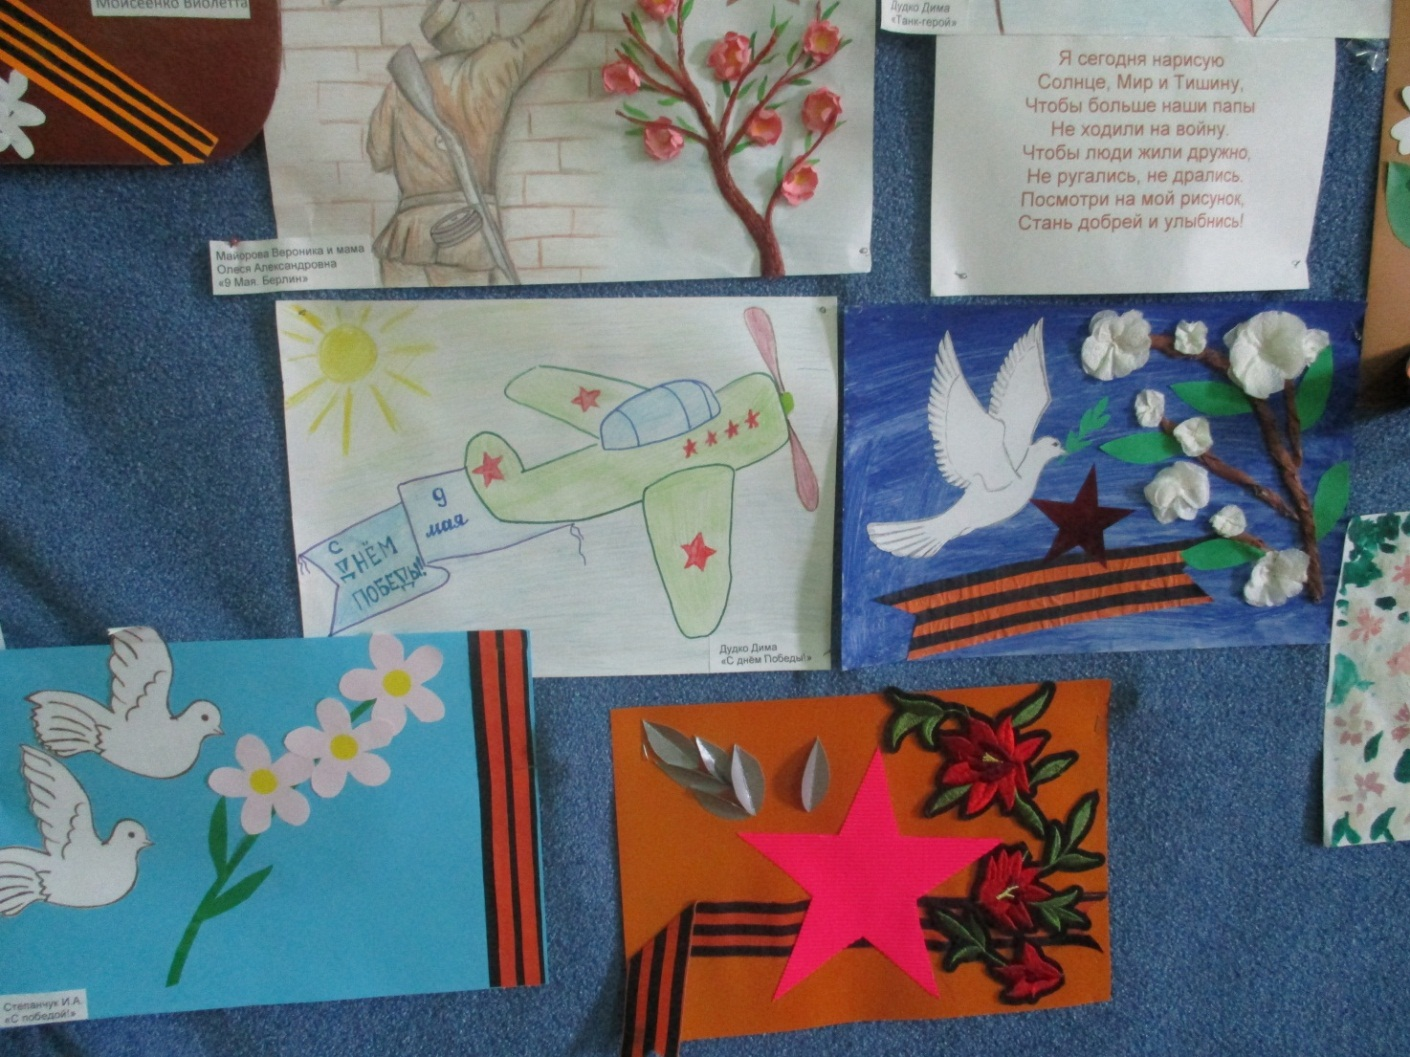 Моисеенко Виолетта
Дудко Дима
«Танк-герой»
Я сегодня нарисую
Солнце, Мир и Тишину,
Чтобы больше наши папы
Не ходили на войну.
Чтобы люди жили дружно,
Не ругались, не дрались.
Посмотри на мой рисунок,
Стань добрей и улыбнись!
Майорова Вероника и мама
Олеся Александровна
«9 Мая. Берлин»
9
мая
С
ДНЁМ
ПОБЕДЫ!
Дудко Дима
«С днём Победы!»
Степанчук И.А.
«С победой!»